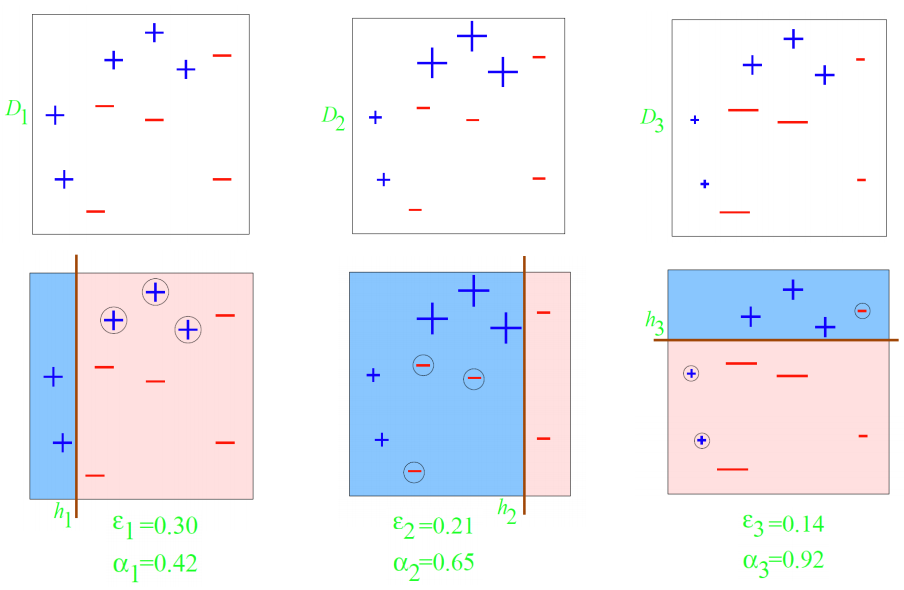 D₁
D₂
D₃
h₁
h₂
h₃
ε₁=0.30
α₁=0.42
ε₂=0.21
α₂=0.65
ε₃=0.14
α₃=0.92